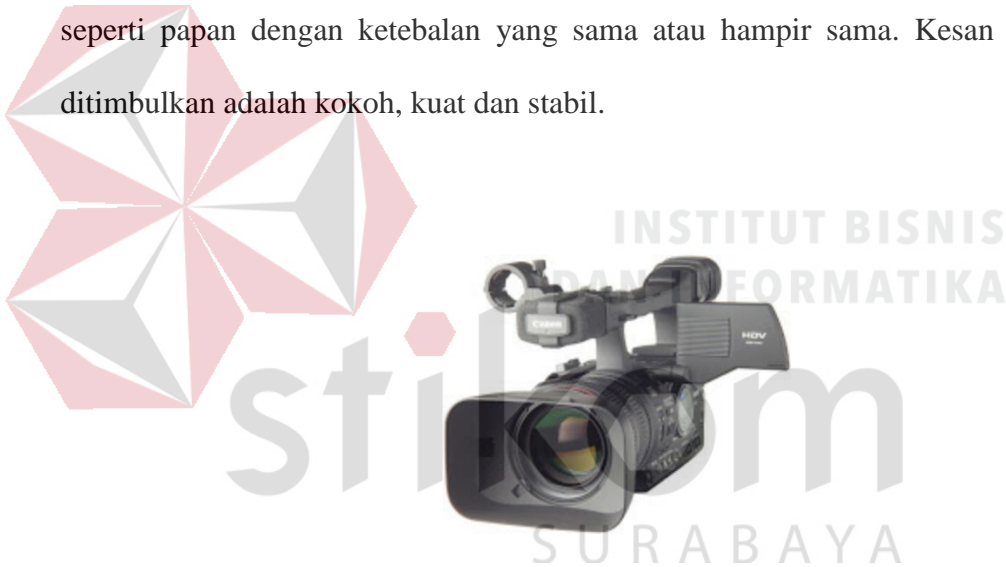 seperti papan dengan ketebalan yang sama atau hampir sama. Kesan
ditimbulkan adalah kokoh, kuat dan stabil.
INSTITUT BISNIS
DAN INFORMATIKA
Canon
HDV
stikom
SURABAYA